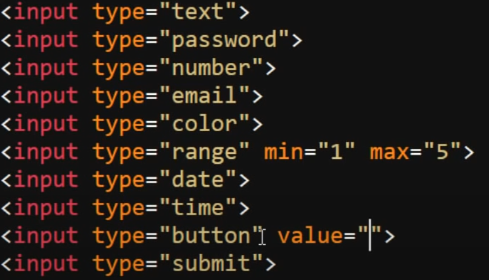 <input type="text">
<input type="password">
<input type="number">
<input type="email">
<input type="color">
<input type="range" min="1" max="5">
<input type="date">
<input type="time">
<input type="button" value="">
<input type="submit">